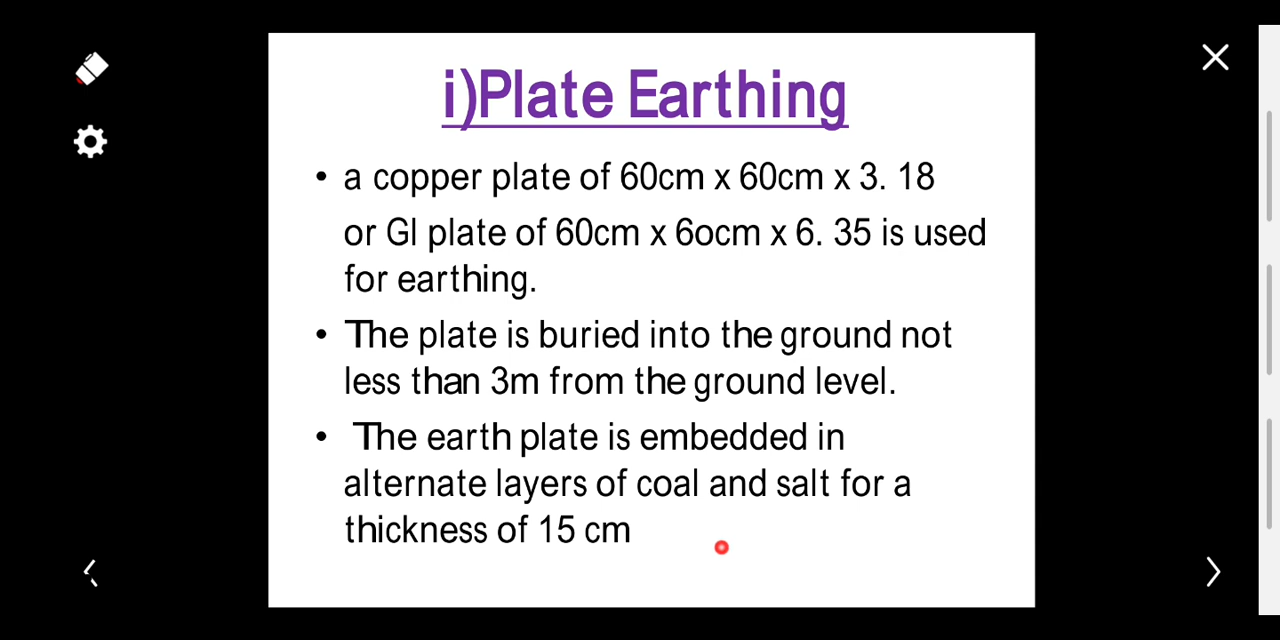 i)Plate Earthing
• a copper plate of 60cm x 60cm x 3. 18
or GI plate of 60cm x 6ocm x 6. 35 is used
for earthing.
• The plate is buried into the ground not
less than 3m from the ground level.
• The earth plate is embedded in
alternate layers of coal and salt for a
thickness of 15 cm